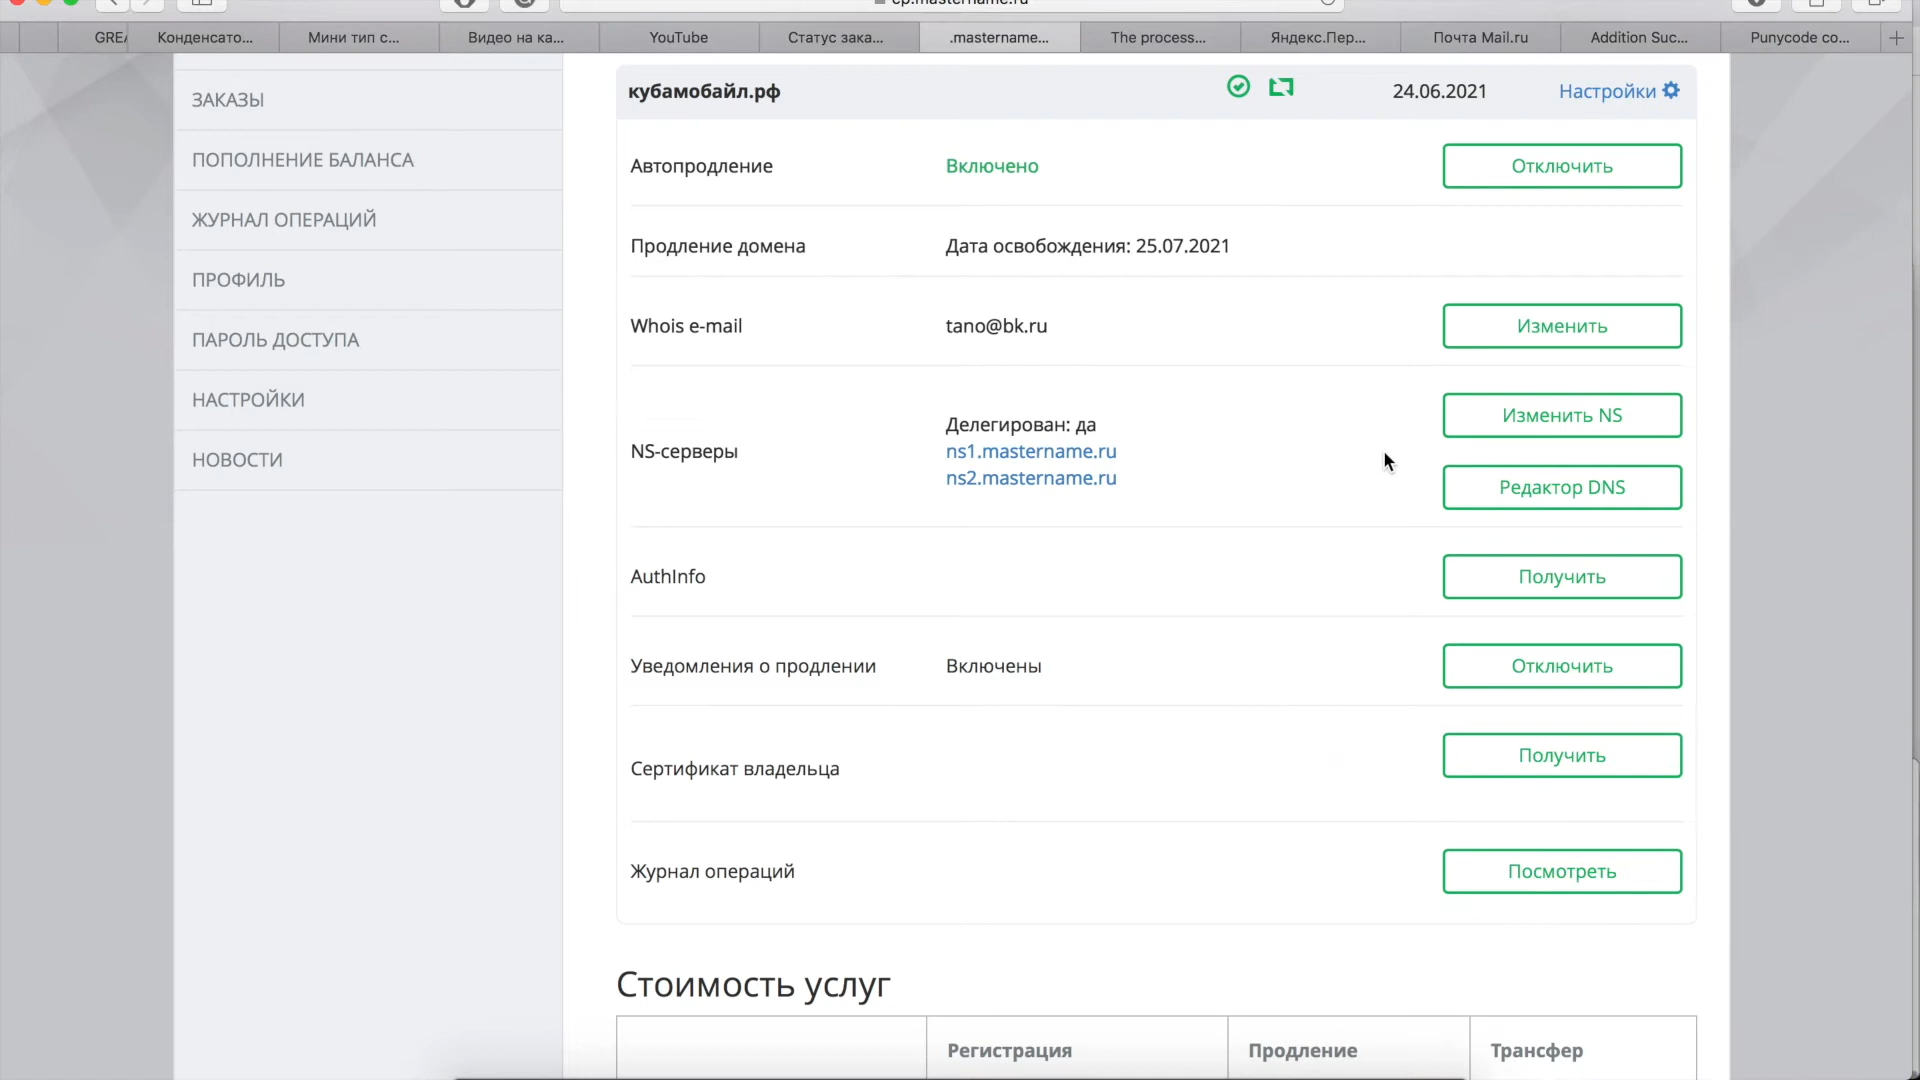 cp.mastername.ru
GREA
Конденсато...
Мини тип с...
Видео на ка...
YouTube
Статус зака...
.mastername...
The process...
Яндекс.Пер...
Почта Mail.ru
Addition Suc...
Punycode co...
ЗАКАЗЫ
ПОПОЛНЕНИЕ БАЛАНСА
ЖУРНАЛ ОПЕРАЦИЙ
ПРОФИЛЬ
ПАРОЛЬ ДОСТУПА
НАСТРОЙКИ
НОВОСТИ
кубамобайл.рф
24.06.2021
Настройки
Автопродление
Включено
Отключить
Продление домена
Дата освобождения: 25.07.2021
Whois e-mail
tano@bk.ru
Изменить
NS-серверы
Делегирован: да
ns1.mastername.ru
ns2.mastername.ru
Изменить NS
Редактор DNS
AuthInfo
Получить
Уведомления о продлении
Включены
Отключить
Сертификат владельца
Получить
Журнал операций
Посмотреть
Стоимость услуг
Регистрация
Продление
Трансфер